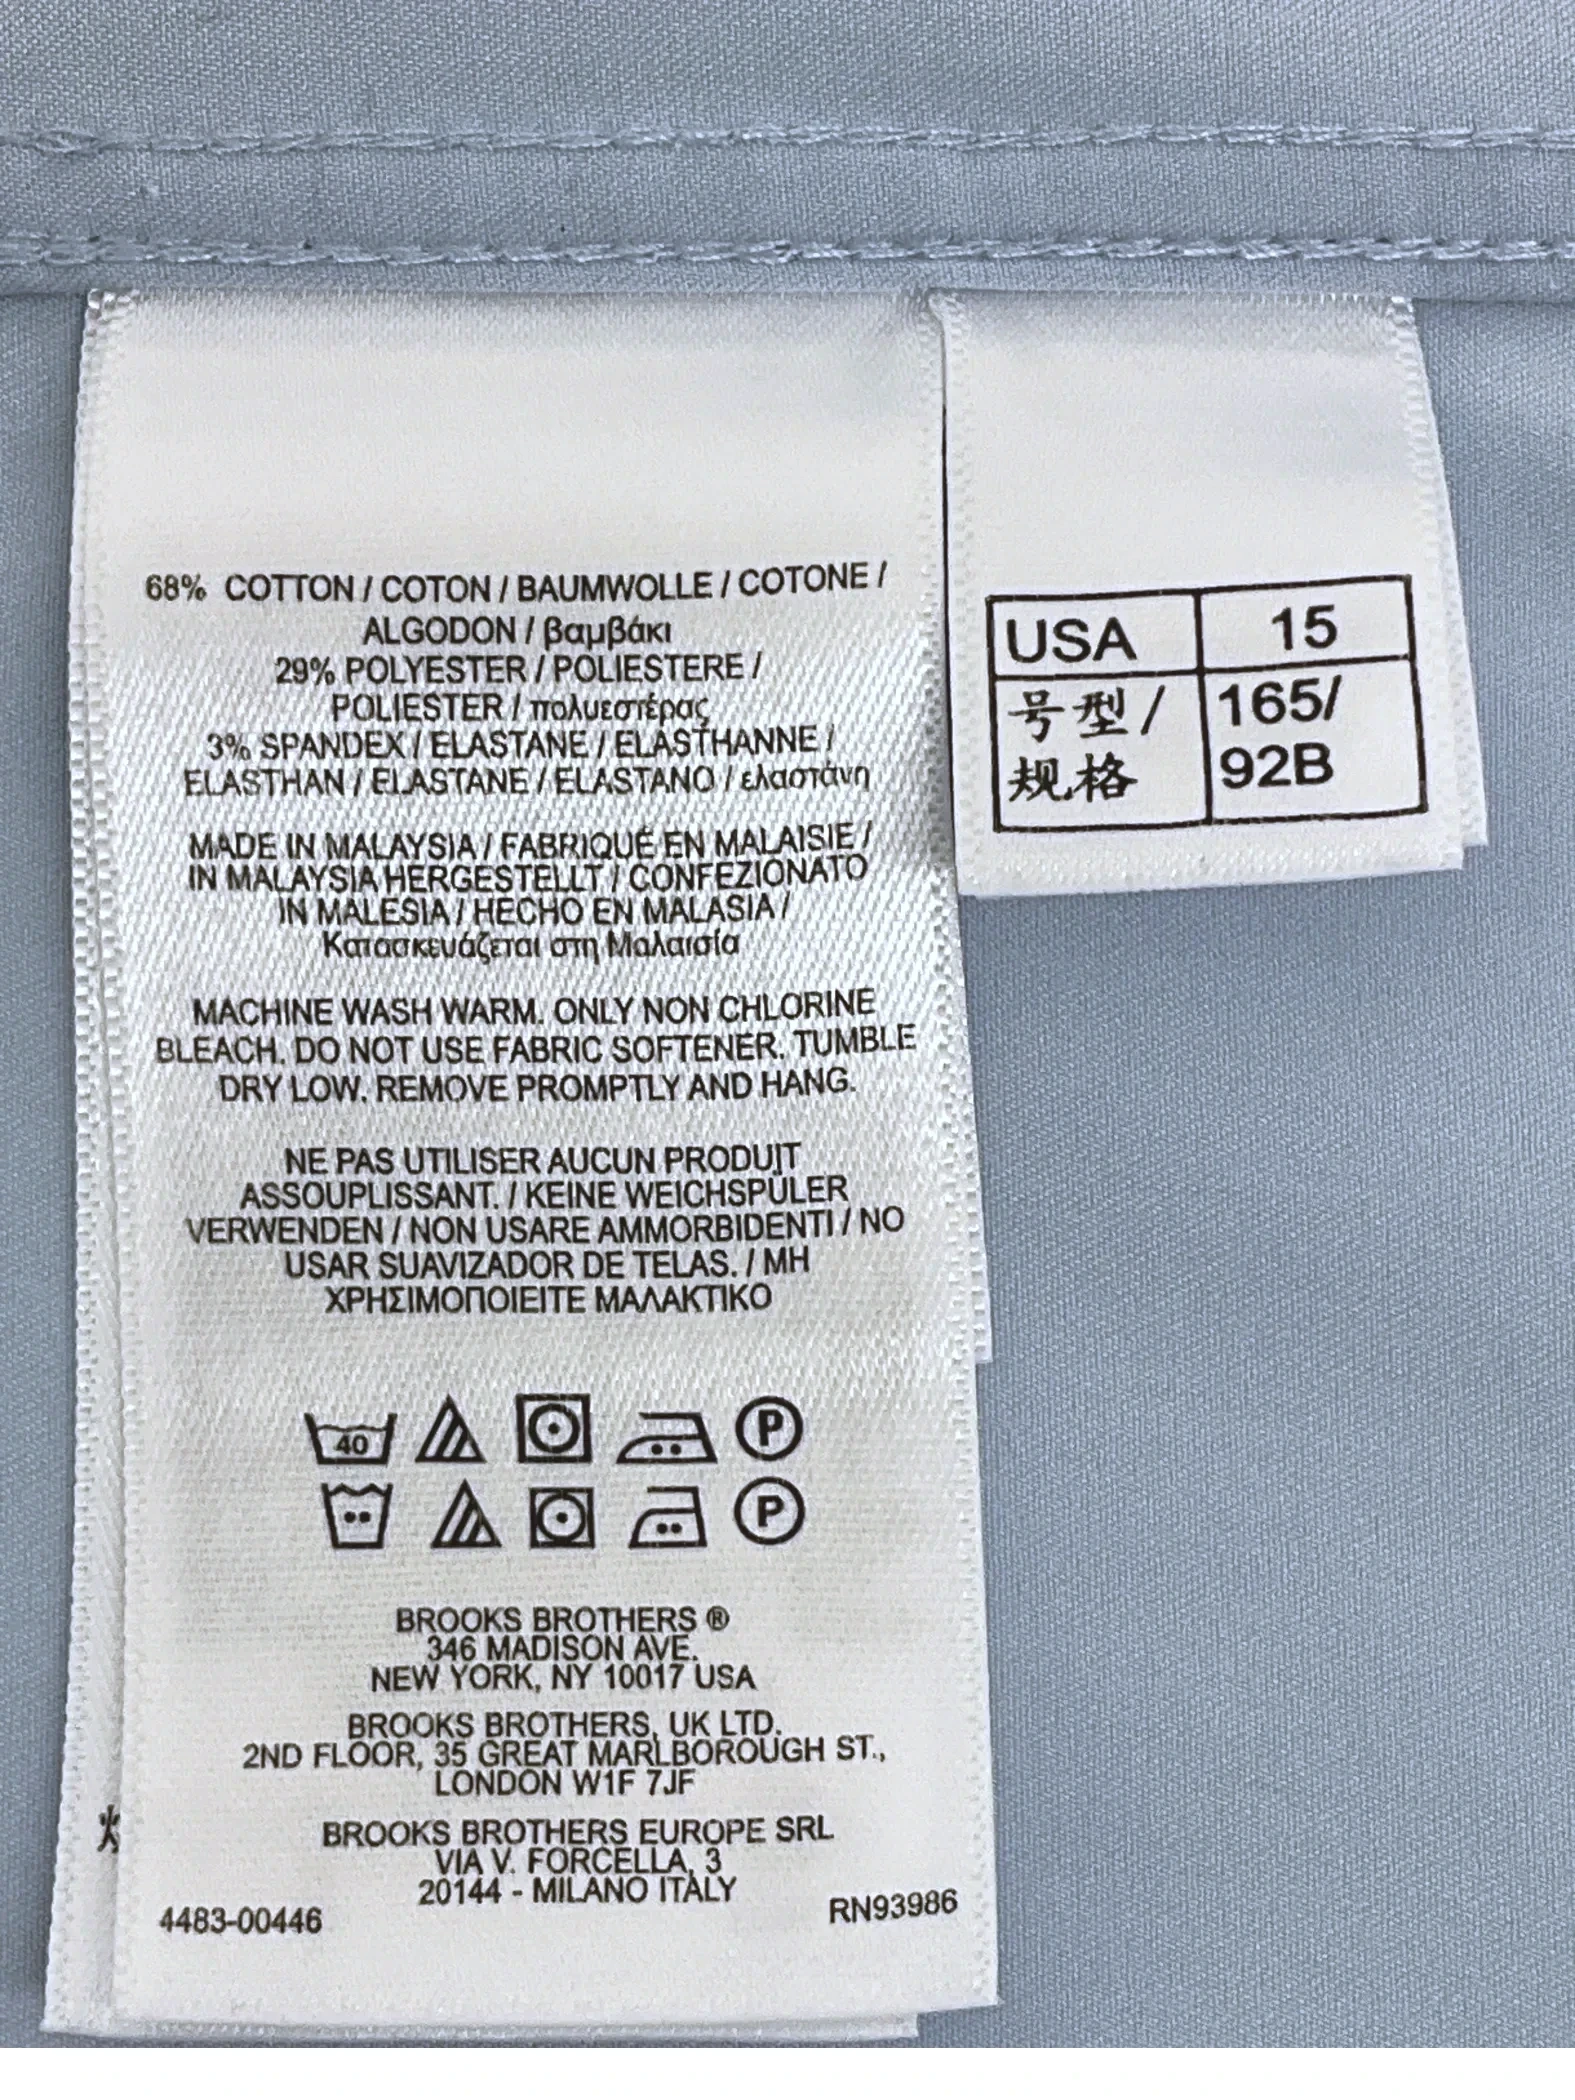 68% COTTON / COTON / BAUMWOLLE / COTONE /
ALGODON / βαμβάκι
29% POLYESTER / POLIESTERE /
POLIESTER / πολυεστέρας
3% SPANDEX / ELASTANE / ELASTHANNE /
ELASTHAN / ELASTANE / ELASTANO / ελαστάνη
MADE IN MALAYSIA / FABRIQUÉ EN MALAISIE /
IN MALAYSIA HERGESTELLT / CONFEZIONATO
IN MALESIA / HECHO EN MALASIA /
Κατασκευάζεται στη Μαλαισία
MACHINE WASH WARM. ONLY NON CHLORINE
BLEACH. DO NOT USE FABRIC SOFTENER. TUMBLE
DRY LOW. REMOVE PROMPTLY AND HANG.
NE PAS UTILISER AUCUN PRODUIT
ASSOUPLISSANT. / KEINE WEICHSPÜLER
VERWENDEN / NON USARE AMMORBIDENTI / NO
USAR SUAVIZADOR DE TELAS. / ΜΗ
ΧΡΗΣΙΜΟΠΟΙΕΙΤΕ ΜΑΛΑΚΤΙΚΟ
40 P
P
BROOKS BROTHERS ®
346 MADISON AVE.
NEW YORK, NY 10017 USA
BROOKS BROTHERS, UK LTD.
2ND FLOOR, 35 GREAT MARLBOROUGH ST.,
LONDON W1F 7JF
BROOKS BROTHERS EUROPE SRL
VIA V. FORCELLA, 3
20144 - MILANO ITALY
4483-00446 RN93986
USA 15
号型/ 165/
规格 92B